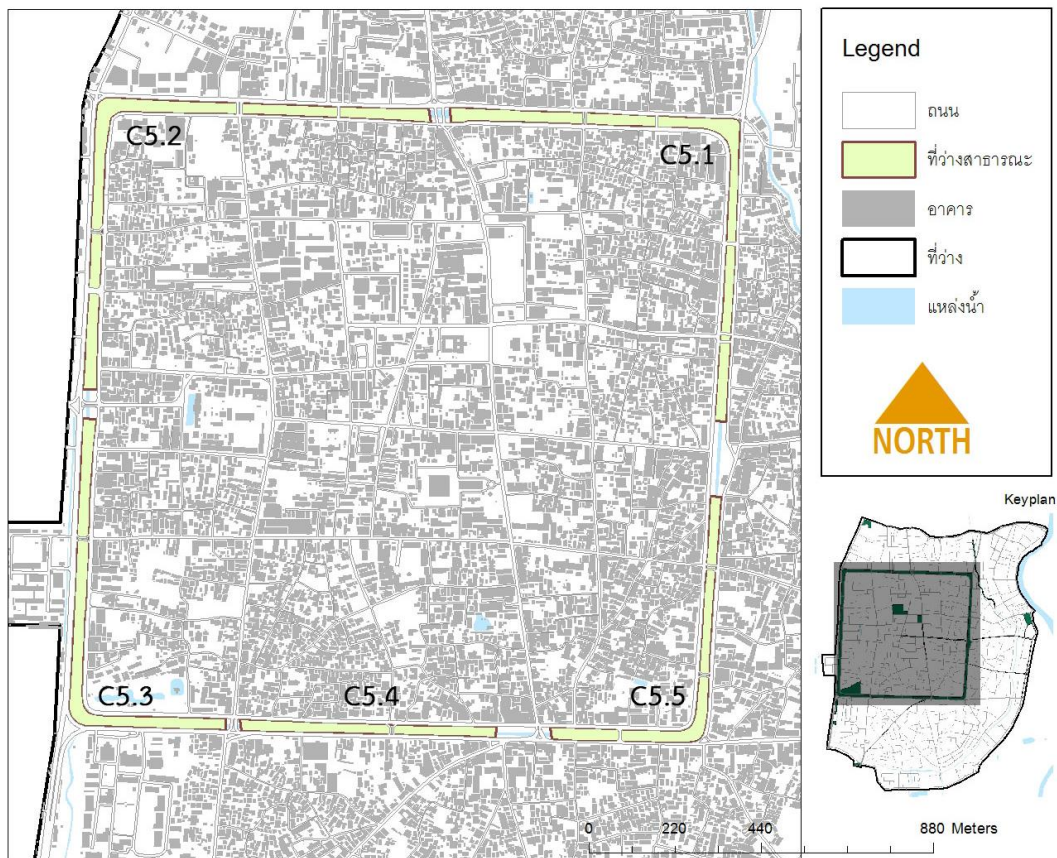 C5.2
C5.1
C5.3
C5.4
C5.5
0 220 440 880 Meters
Legend
ถนน
ที่ว่างสาธารณะ
อาคาร
ที่ว่าง
แหล่งน้ำ
NORTH
Keyplan